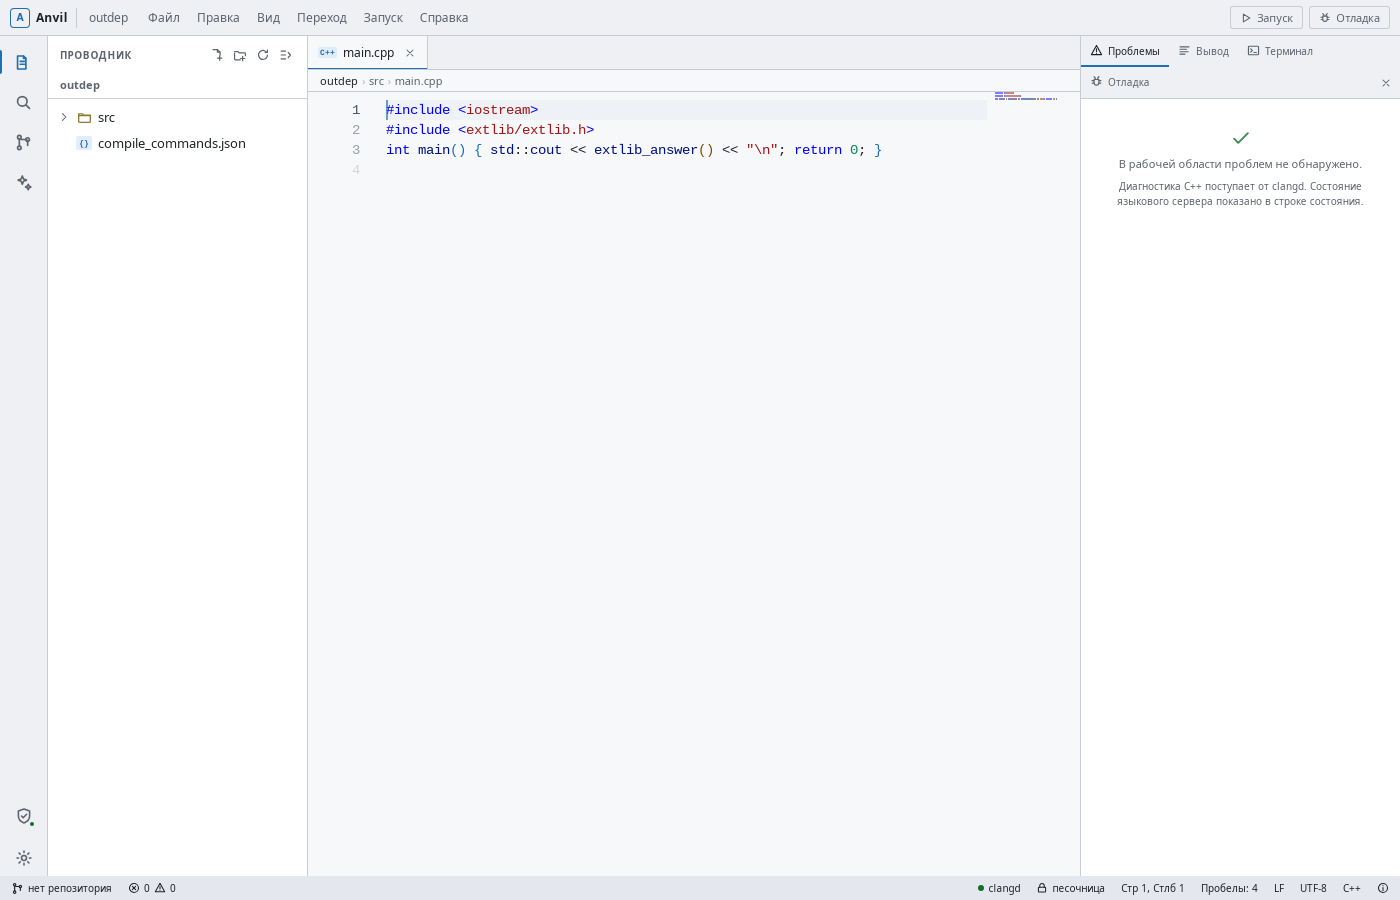 A Anvil outdep Файл Правка Вид Переход Запуск Справка Запуск Отладка
ПРОВОДНИК
outdep
src
{} compile_commands.json
C++ main.cpp
outdep › src › main.cpp
1 #include <iostream>
2 #include <extlib/extlib.h>
3 int main() { std::cout << extlib_answer() << "\n"; return 0; }
4
Проблемы Вывод Терминал
Отладка
В рабочей области проблем не обнаружено.
Диагностика C++ поступает от clangd. Состояние
языкового сервера показано в строке состояния.
нет репозитория 0 0 clangd песочница Стр 1, Стлб 1 Пробелы: 4 LF UTF-8 C++